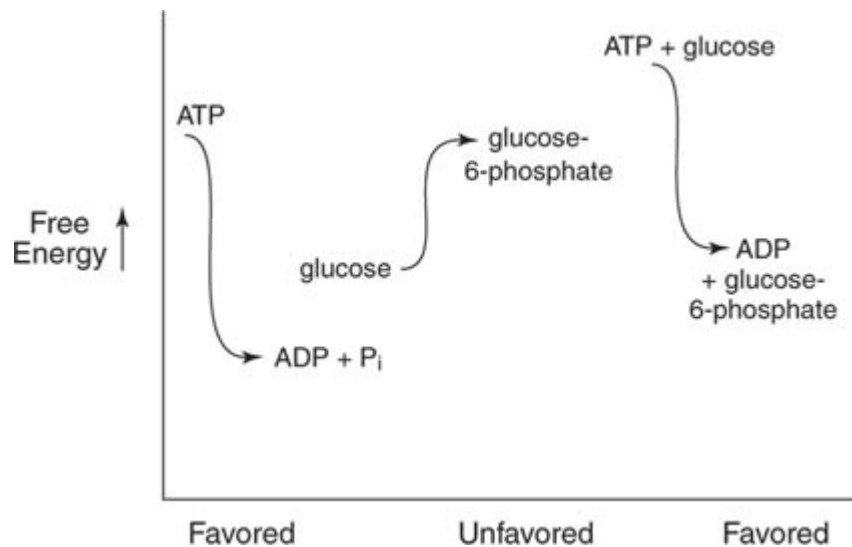 ATP + glucose
ATP
glucose-
6-phosphate
Free
Energy
glucose
ADP
+ glucose-
6-phosphate
ADP + Pi
Favored
Unfavored
Favored